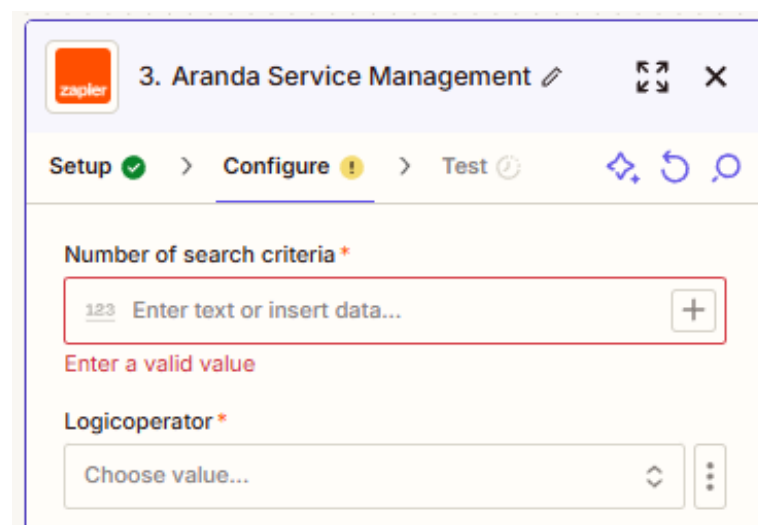 zapier
3. Aranda Service Management
Setup > Configure ! > Test
Number of search criteria *
123 Enter text or insert data... +
Enter a valid value
Logicoperator *
Choose value...